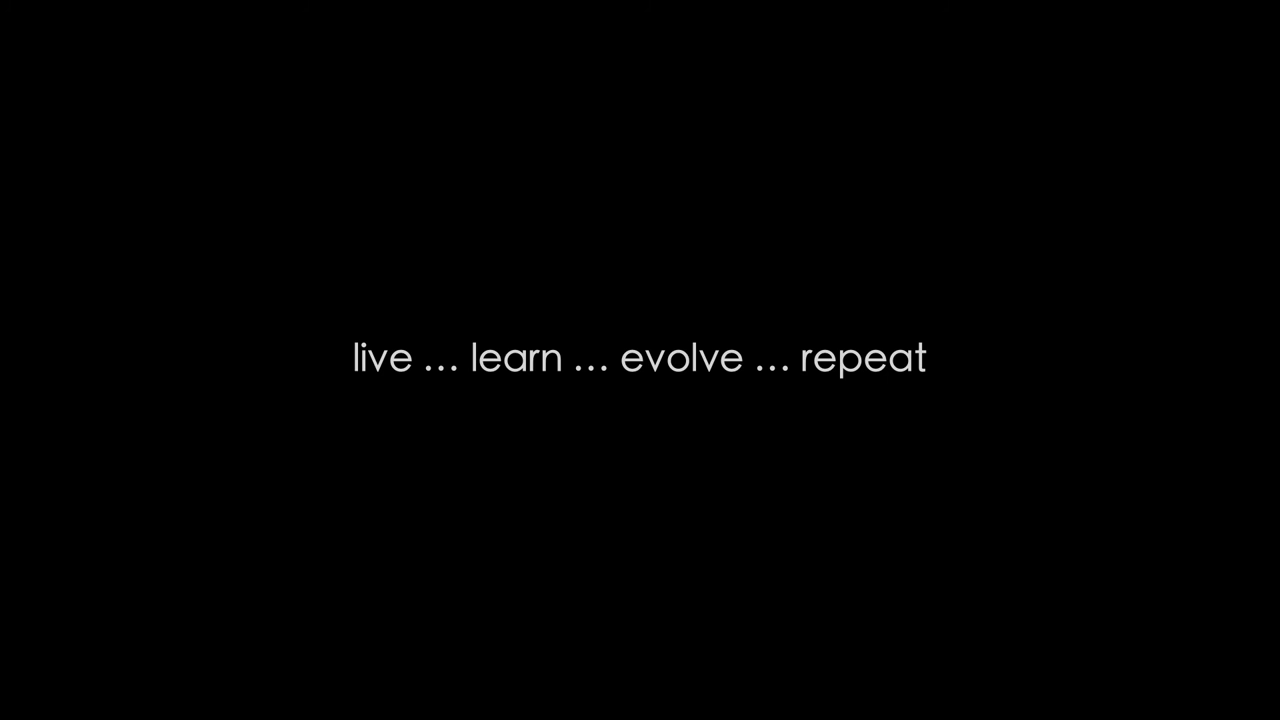 live … learn … evolve … repeat